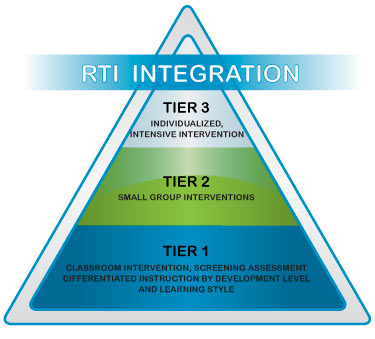 RTI INTEGRATION
TIER 3
INDIVIDUALIZED,
INTENSIVE INTERVENTION
TIER 2
SMALL GROUP INTERVENTIONS
TIER 1
CLASSROOM INTERVENTION, SCREENING ASSESSMENT
DIFFERENTIATED INSTRUCTION BY DEVELOPMENT LEVEL
AND LEARNING STYLE